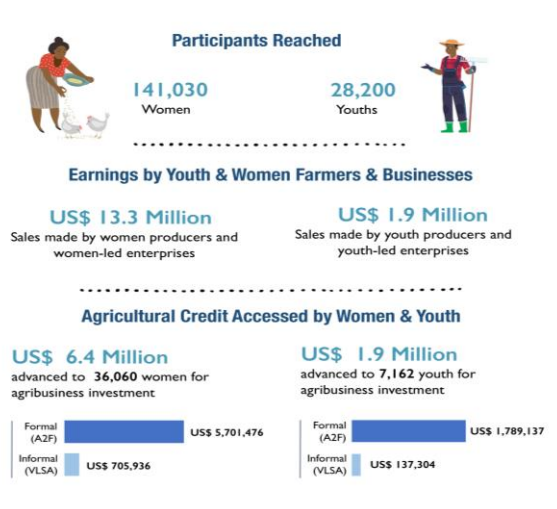 Participants Reached
141,030
Women
28,200
Youths
Earnings by Youth & Women Farmers & Businesses
US$ 13.3 Million
Sales made by women producers and
women-led enterprises
US$ 1.9 Million
Sales made by youth producers and
youth-led enterprises
Agricultural Credit Accessed by Women & Youth
US$ 6.4 Million
advanced to 36,060 women for
agribusiness investment
Formal
(A2F)
US$ 5,701,476
Informal
(VLSA)
US$ 705,936
US$ 1.9 Million
advanced to 7,162 youth for
agribusiness investment
Formal
(A2F)
US$ 1,789,137
Informal
(VLSA)
US$ 137,304